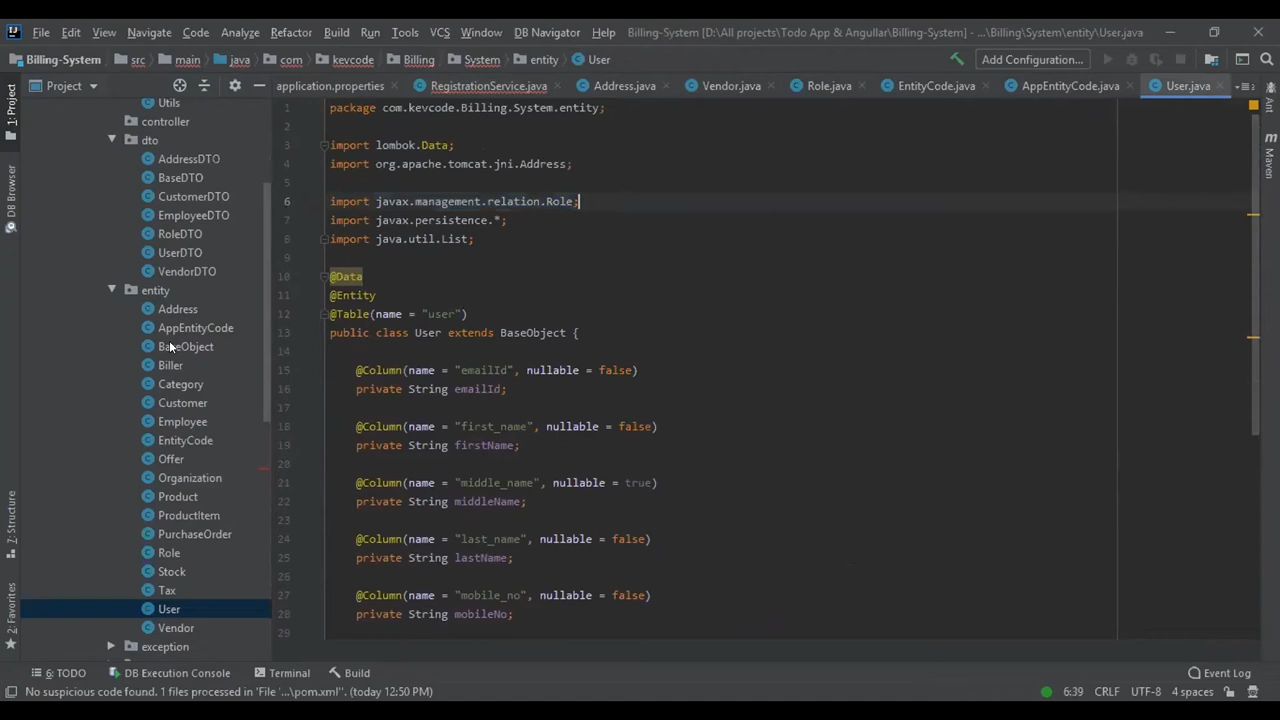 File Edit View Navigate Code Analyze Refactor Build Run Tools VCS Window DB Navigator Help Billing-System [D:\All projects\Todo App & Angullar\Billing-System] - ...\Billing\System\entity\User.java
Billing-System src main java com kevcode Billing System entity User Add Configuration...
Project application.properties RegistrationService.java Address.java Vendor.java Role.java EntityCode.java AppEntityCode.java User.java
1: Project
DB Browser
7: Structure
2: Favorites
Utils
controller
dto
AddressDTO
BaseDTO
CustomerDTO
EmployeeDTO
RoleDTO
UserDTO
VendorDTO
entity
Address
AppEntityCode
BaseObject
Biller
Category
Customer
Employee
EntityCode
Offer
Organization
Product
ProductItem
PurchaseOrder
Role
Stock
Tax
User
Vendor
exception
1 package com.kevcode.Billing.System.entity;
2
3 import lombok.Data;
4 import org.apache.tomcat.jni.Address;
5
6 import javax.management.relation.Role;
7 import javax.persistence.*;
8 import java.util.List;
9
10 @Data
11 @Entity
12 @Table(name = "user")
13 public class User extends BaseObject {
14
15 @Column(name = "emailId", nullable = false)
16 private String emailId;
17
18 @Column(name = "first_name", nullable = false)
19 private String firstName;
20
21 @Column(name = "middle_name", nullable = true)
22 private String middleName;
23
24 @Column(name = "last_name", nullable = false)
25 private String lastName;
26
27 @Column(name = "mobile_no", nullable = false)
28 private String mobileNo;
29
Ant
Maven
6: TODO DB Execution Console Terminal Build Event Log
No suspicious code found. 1 files processed in 'File '...\pom.xml''. (today 12:50 PM) 6:39 CRLF UTF-8 4 spaces